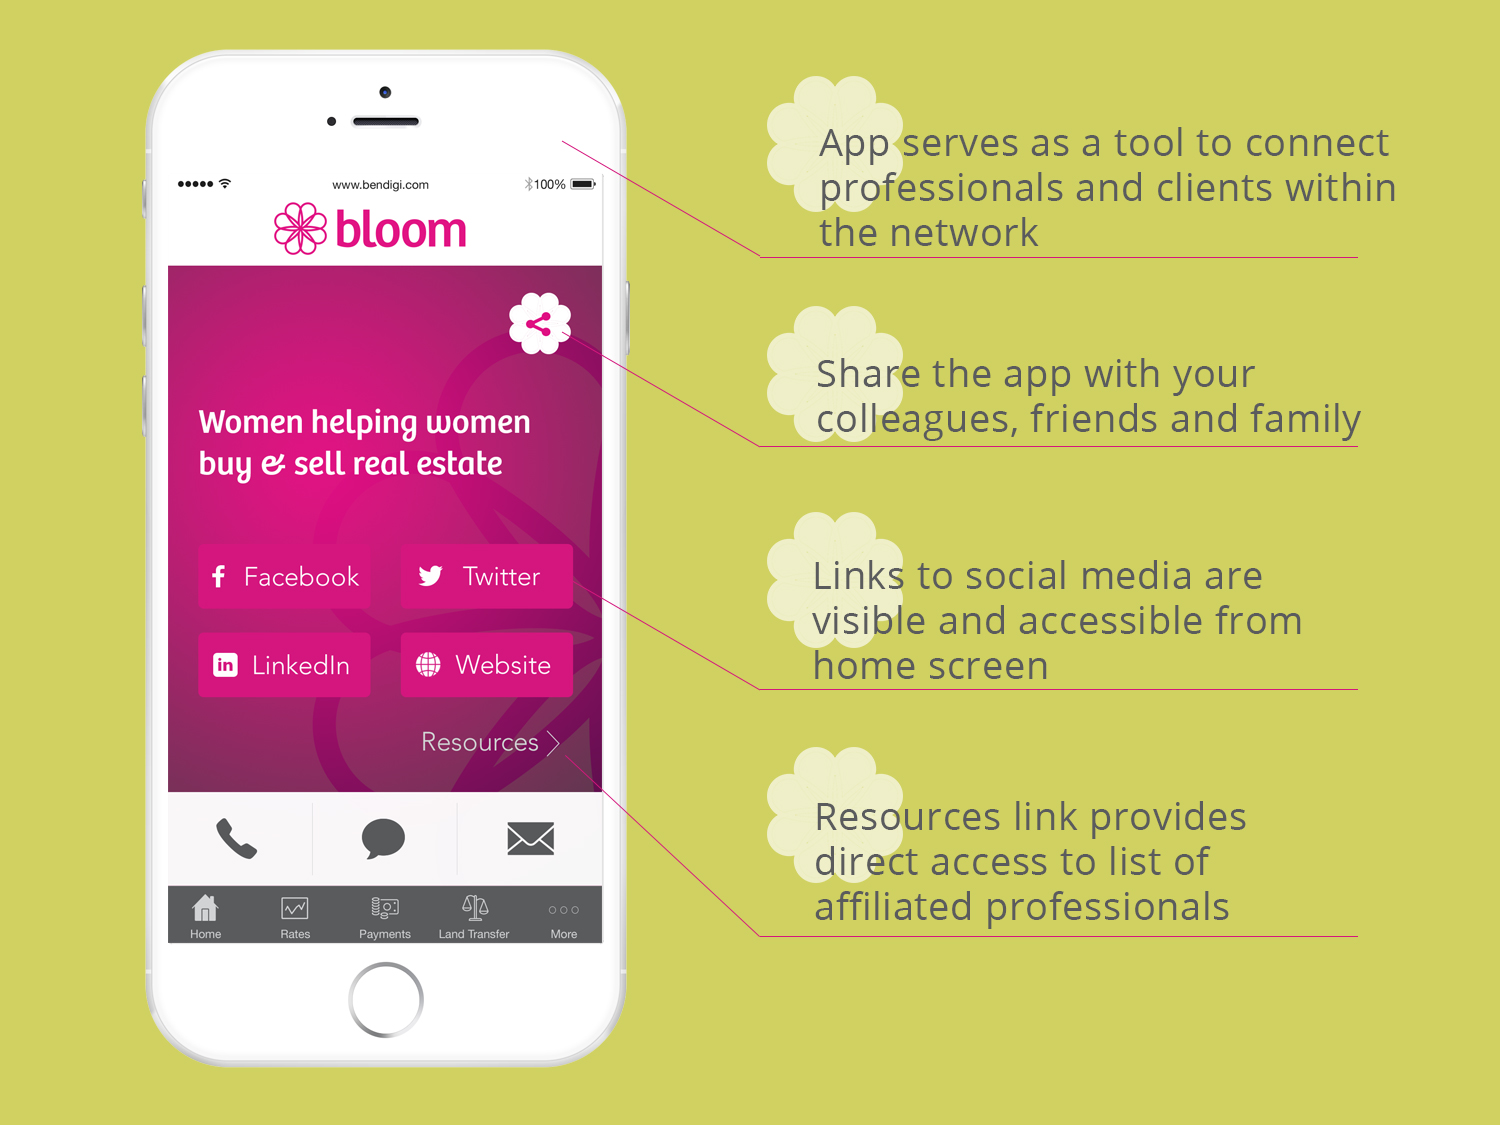 www.bendigi.com
100%
bloom
Women helping women
buy & sell real estate
Facebook
Twitter
LinkedIn
Website
Resources
Home
Rates
Payments
Land Transfer
More
App serves as a tool to connect
professionals and clients within
the network
Share the app with your
colleagues, friends and family
Links to social media are
visible and accessible from
home screen
Resources link provides
direct access to list of
affiliated professionals